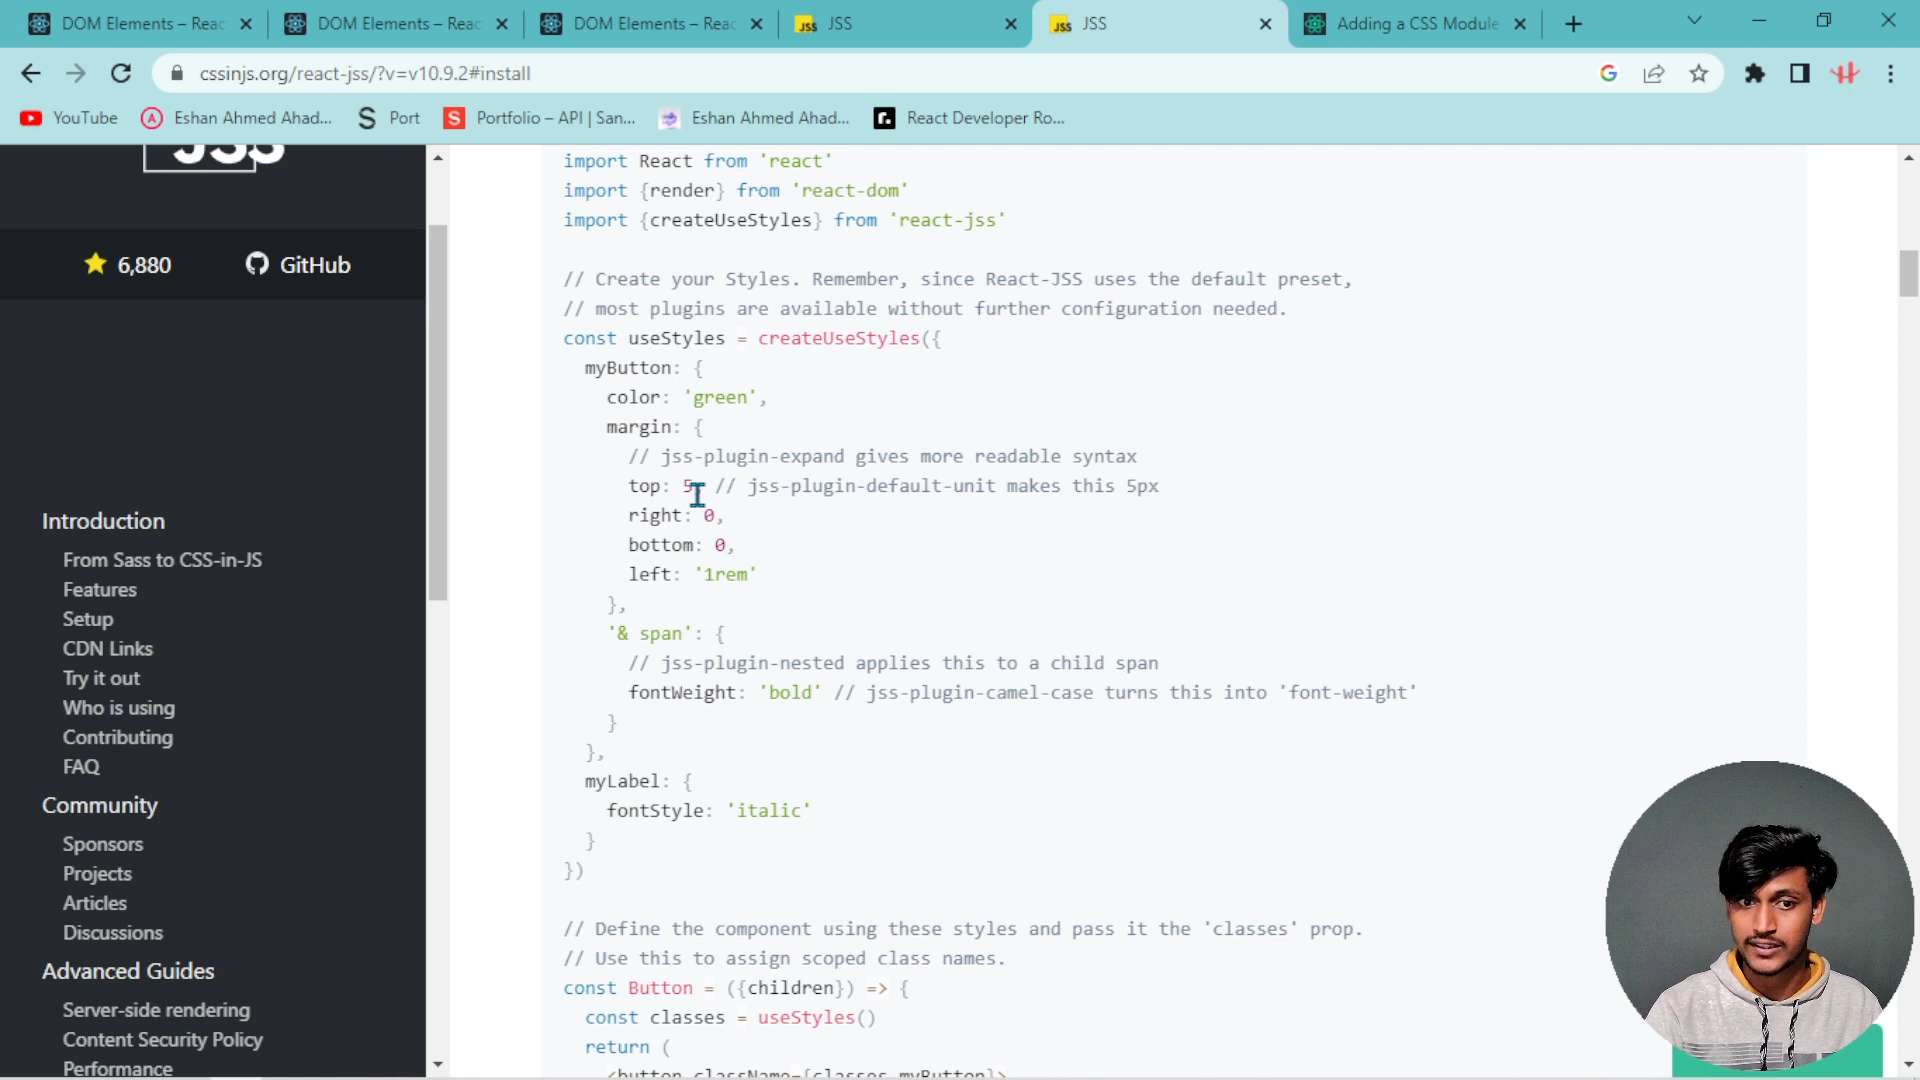 DOM Elements – Reac
DOM Elements – Reac
DOM Elements – Reac
JSS JSS
JSS JSS
Adding a CSS Module
cssinjs.org/react-jss/?v=v10.9.2#install
YouTube
Eshan Ahmed Ahad...
Port
Portfolio – API | San...
Eshan Ahmed Ahad...
React Developer Ro...
JSS
6,880
GitHub
Introduction
From Sass to CSS-in-JS
Features
Setup
CDN Links
Try it out
Who is using
Contributing
FAQ
Community
Sponsors
Projects
Articles
Discussions
Advanced Guides
Server-side rendering
Content Security Policy
Performance
import React from 'react'
import {render} from 'react-dom'
import {createUseStyles} from 'react-jss'
// Create your Styles. Remember, since React-JSS uses the default preset,
// most plugins are available without further configuration needed.
const useStyles = createUseStyles({
myButton: {
color: 'green',
margin: {
// jss-plugin-expand gives more readable syntax
top: 5, // jss-plugin-default-unit makes this 5px
right: 0,
bottom: 0,
left: '1rem'
},
'& span': {
// jss-plugin-nested applies this to a child span
fontWeight: 'bold' // jss-plugin-camel-case turns this into 'font-weight'
}
},
myLabel: {
fontStyle: 'italic'
}
})
// Define the component using these styles and pass it the 'classes' prop.
// Use this to assign scoped class names.
const Button = ({children}) => {
const classes = useStyles()
return (
<button className={classes.myButton}>